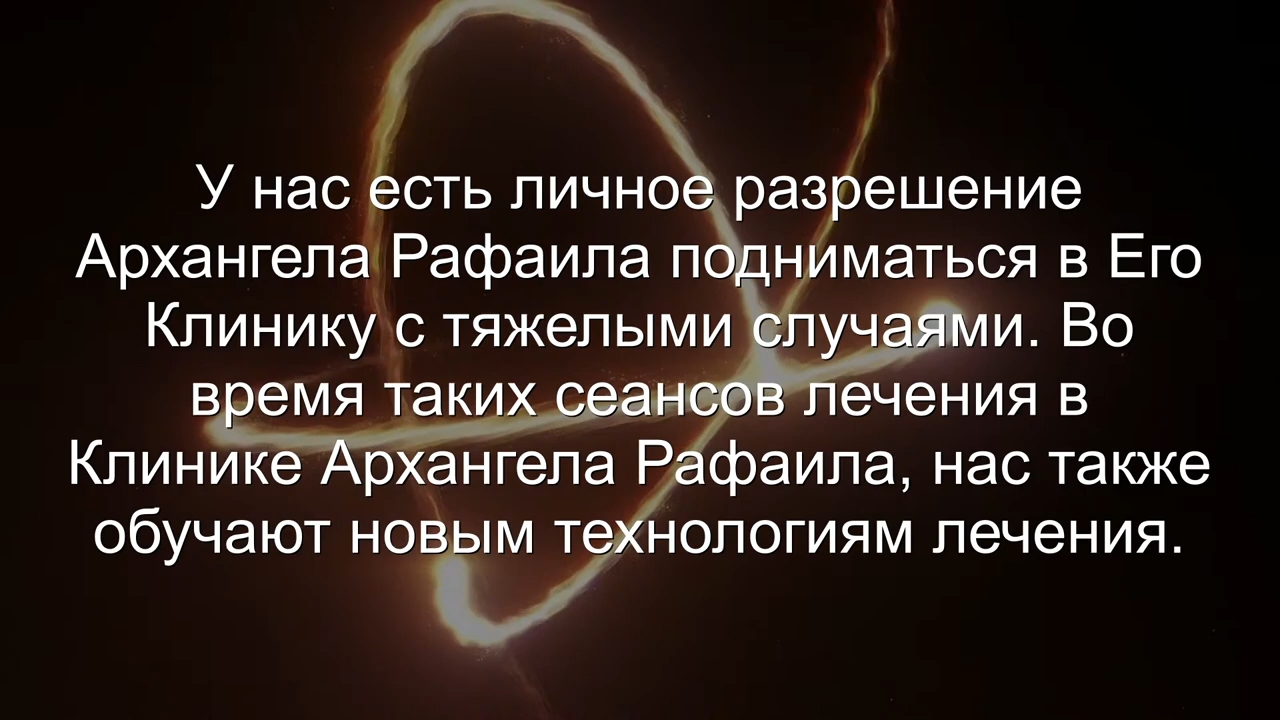 У нас есть личное разрешение
Архангела Рафаила подниматься в Его
Клинику с тяжелыми случаями. Во
время таких сеансов лечения в
Клинике Архангела Рафаила, нас также
обучают новым технологиям лечения.